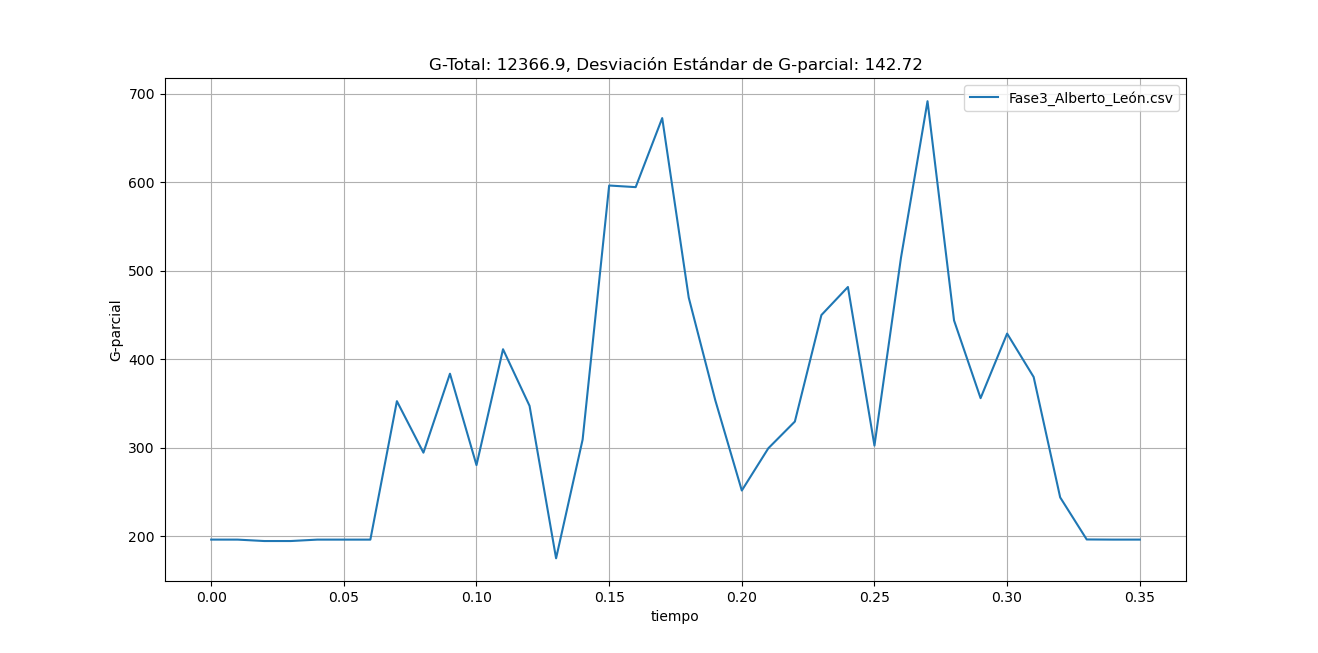 G-Total: 12366.9, Desviación Estándar de G-parcial: 142.72
Fase3_Alberto_León.csv
700
600
500
400
300
200
G-parcial
0.00 0.05 0.10 0.15 0.20 0.25 0.30 0.35
tiempo